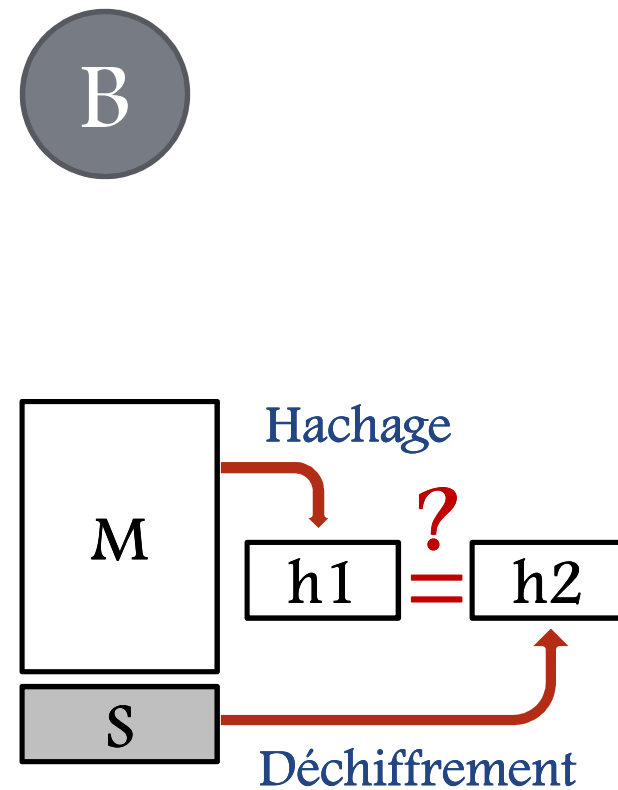 B
Hachage
M
?
h1
=
h2
S
Déchiffrement